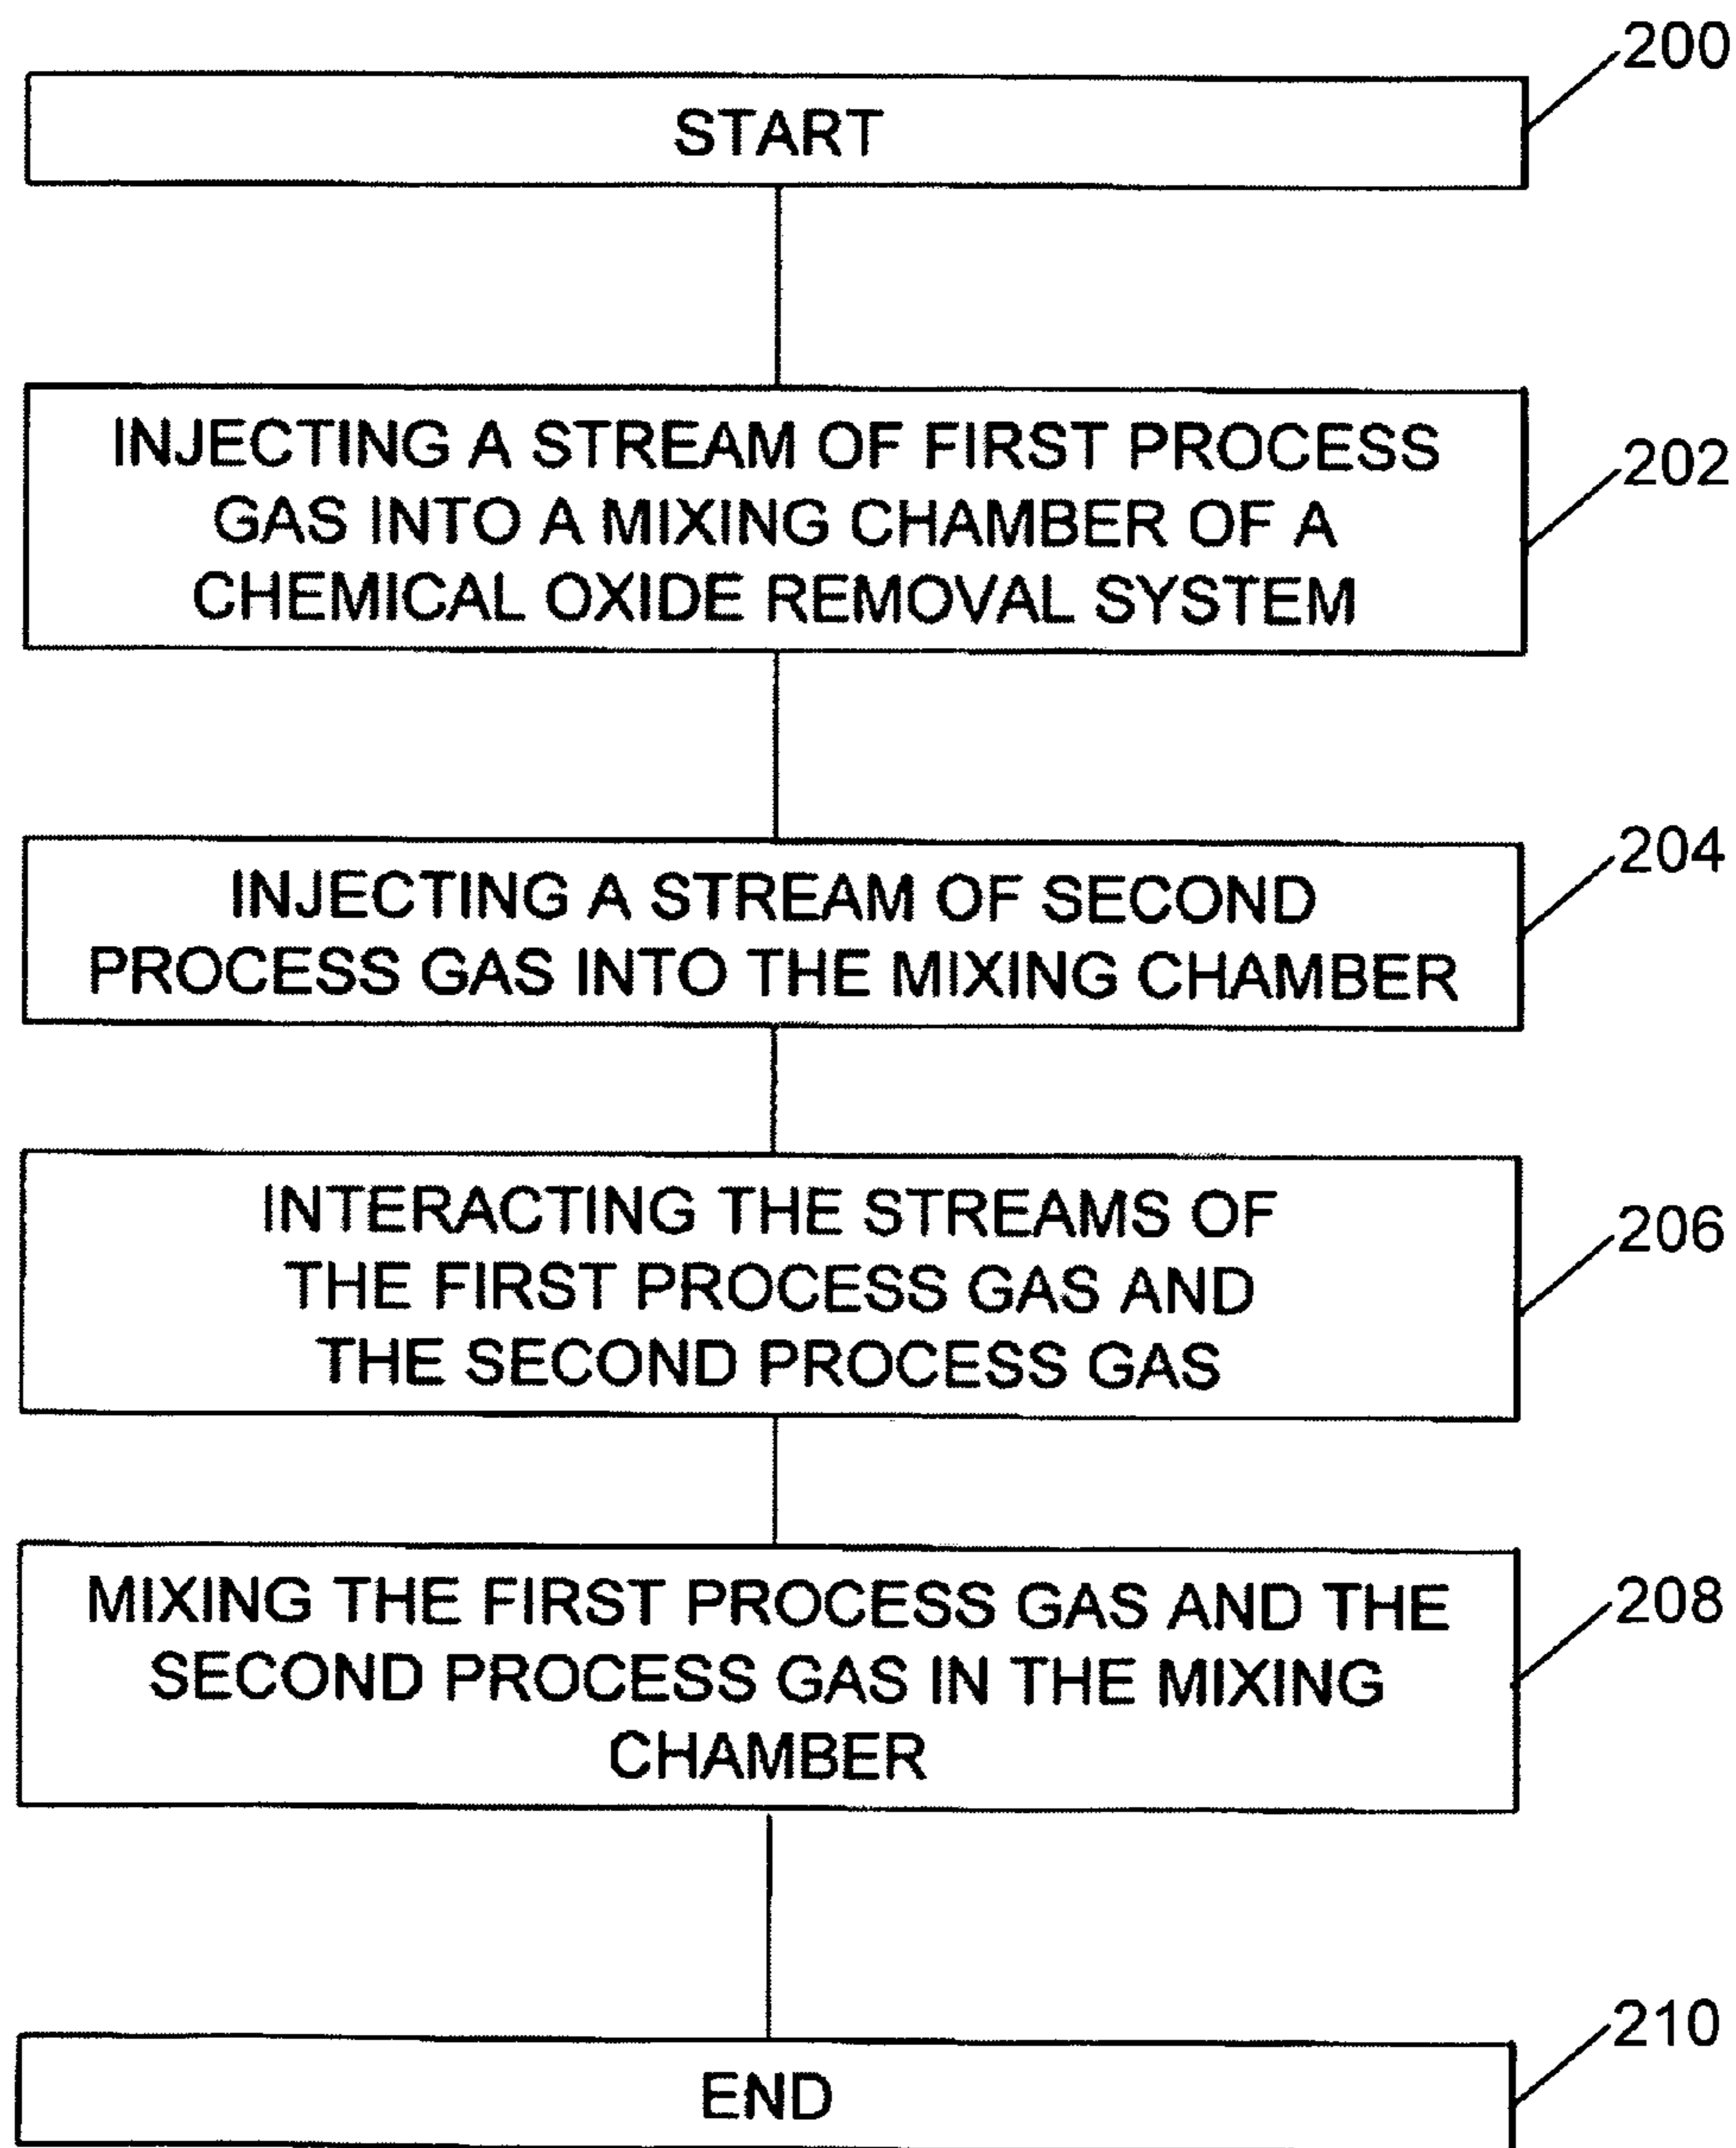 200
START
INJECTING A STREAM OF FIRST PROCESS
GAS INTO A MIXING CHAMBER OF A
CHEMICAL OXIDE REMOVAL SYSTEM
202
INJECTING A STREAM OF SECOND
PROCESS GAS INTO THE MIXING CHAMBER
204
INTERACTING THE STREAMS OF
THE FIRST PROCESS GAS AND
THE SECOND PROCESS GAS
206
MIXING THE FIRST PROCESS GAS AND THE
SECOND PROCESS GAS IN THE MIXING
CHAMBER
208
END
210